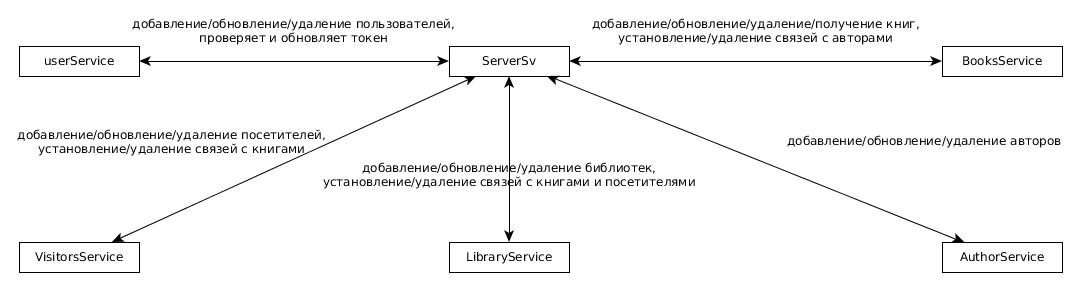 добавление/обновление/удаление пользователей,
проверяет и обновляет токен
добавление/обновление/удаление/получение книг,
установление/удаление связей с авторами
userService
ServerSv
BooksService
добавление/обновление/удаление посетителей,
установление/удаление связей с книгами
добавление/обновление/удаление авторов
добавление/обновление/удаление библиотек,
установление/удаление связей с книгами и посетителями
VisitorsService
LibraryService
AuthorService